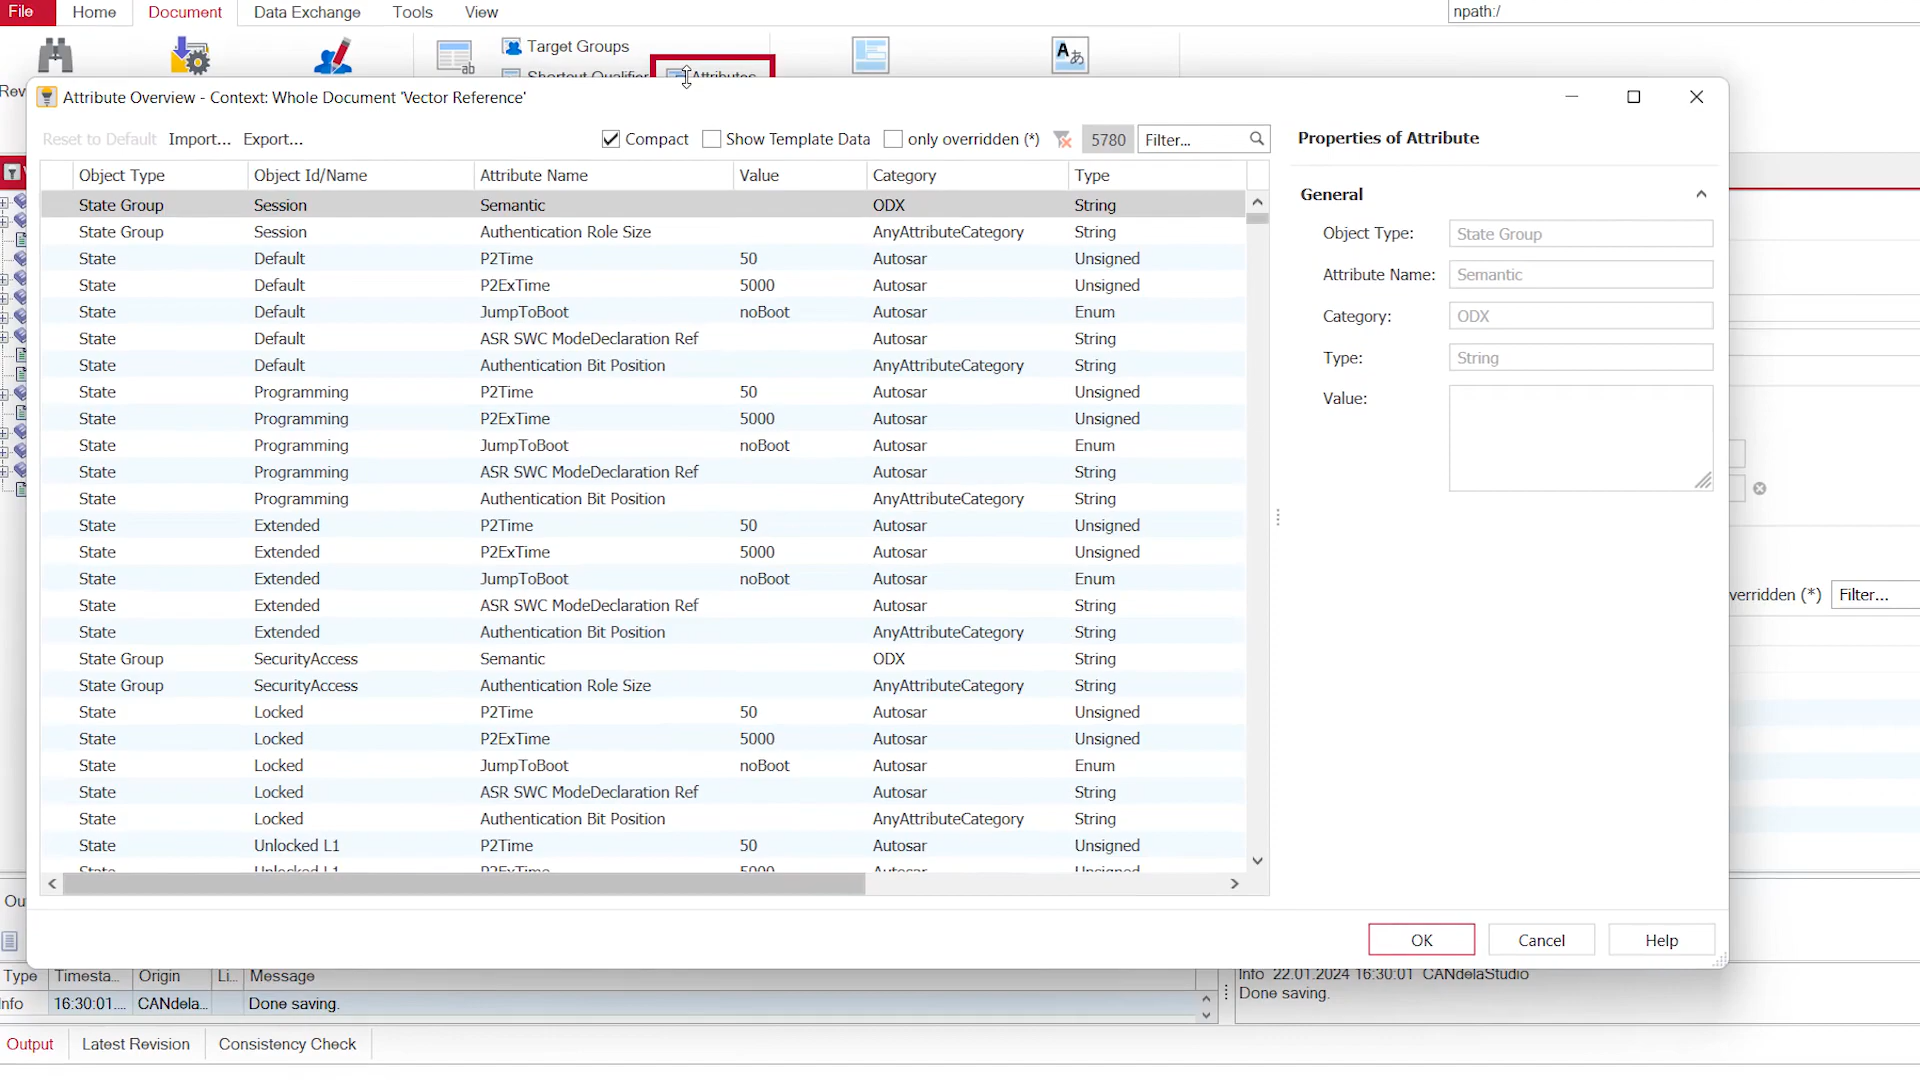 File Home Document Data Exchange Tools View npath:/
Target Groups
Shortcut Qualifier Attributes
Rev
Attribute Overview - Context: Whole Document 'Vector Reference'
Reset to Default Import... Export... Compact Show Template Data only overridden (*) 5780 Filter...
Object Type Object Id/Name Attribute Name Value Category Type
State Group Session Semantic ODX String
State Group Session Authentication Role Size AnyAttributeCategory String
State Default P2Time 50 Autosar Unsigned
State Default P2ExTime 5000 Autosar Unsigned
State Default JumpToBoot noBoot Autosar Enum
State Default ASR SWC ModeDeclaration Ref Autosar String
State Default Authentication Bit Position AnyAttributeCategory String
State Programming P2Time 50 Autosar Unsigned
State Programming P2ExTime 5000 Autosar Unsigned
State Programming JumpToBoot noBoot Autosar Enum
State Programming ASR SWC ModeDeclaration Ref Autosar String
State Programming Authentication Bit Position AnyAttributeCategory String
State Extended P2Time 50 Autosar Unsigned
State Extended P2ExTime 5000 Autosar Unsigned
State Extended JumpToBoot noBoot Autosar Enum
State Extended ASR SWC ModeDeclaration Ref Autosar String
State Extended Authentication Bit Position AnyAttributeCategory String
State Group SecurityAccess Semantic ODX String
State Group SecurityAccess Authentication Role Size AnyAttributeCategory String
State Locked P2Time 50 Autosar Unsigned
State Locked P2ExTime 5000 Autosar Unsigned
State Locked JumpToBoot noBoot Autosar Enum
State Locked ASR SWC ModeDeclaration Ref Autosar String
State Locked Authentication Bit Position AnyAttributeCategory String
State Unlocked L1 P2Time 50 Autosar Unsigned
State Unlocked L1 P2ExTime 5000 Autosar Unsigned
Properties of Attribute
General
Object Type: State Group
Attribute Name: Semantic
Category: ODX
Type: String
Value:
verridden (*) Filter...
OK Cancel Help
Ou
Type Timesta... Origin Li... Message
nfo 16:30:01.... CANdela... Done saving.
Info 22.01.2024 16:30:01 CANdelaStudio
Done saving.
Output Latest Revision Consistency Check